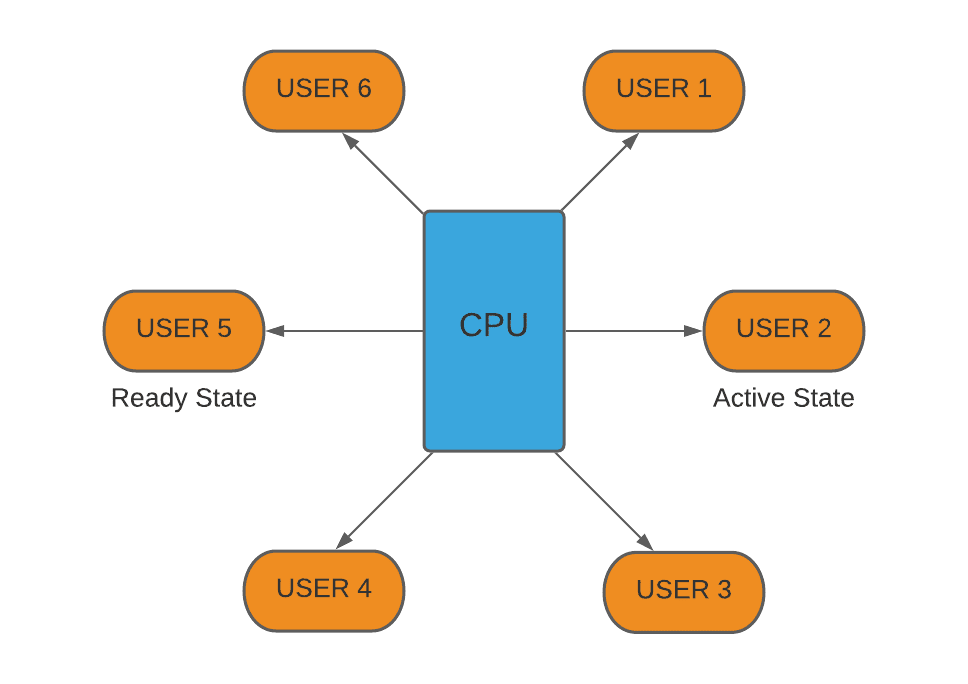 USER 6
USER 1
CPU
USER 5
USER 2
Ready State
Active State
USER 4
USER 3